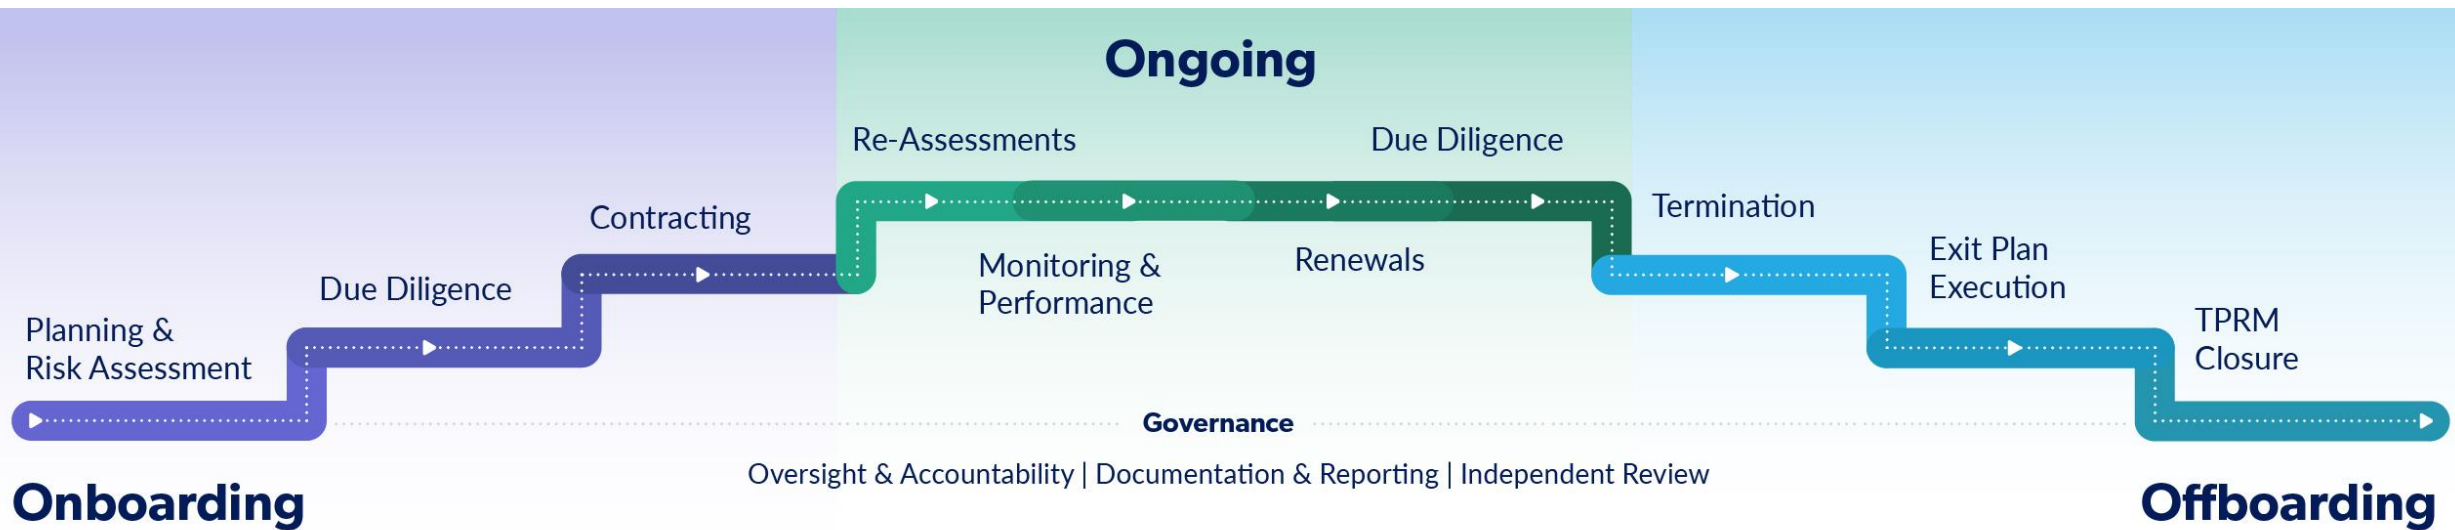 Ongoing
Re-Assessments
Due Diligence
Termination
Contracting
Exit Plan
Execution
Monitoring &
Performance
Renewals
Due Diligence
Planning &
Risk Assessment
TPRM
Closure
Governance
Oversight & Accountability | Documentation & Reporting | Independent Review
Onboarding
Offboarding